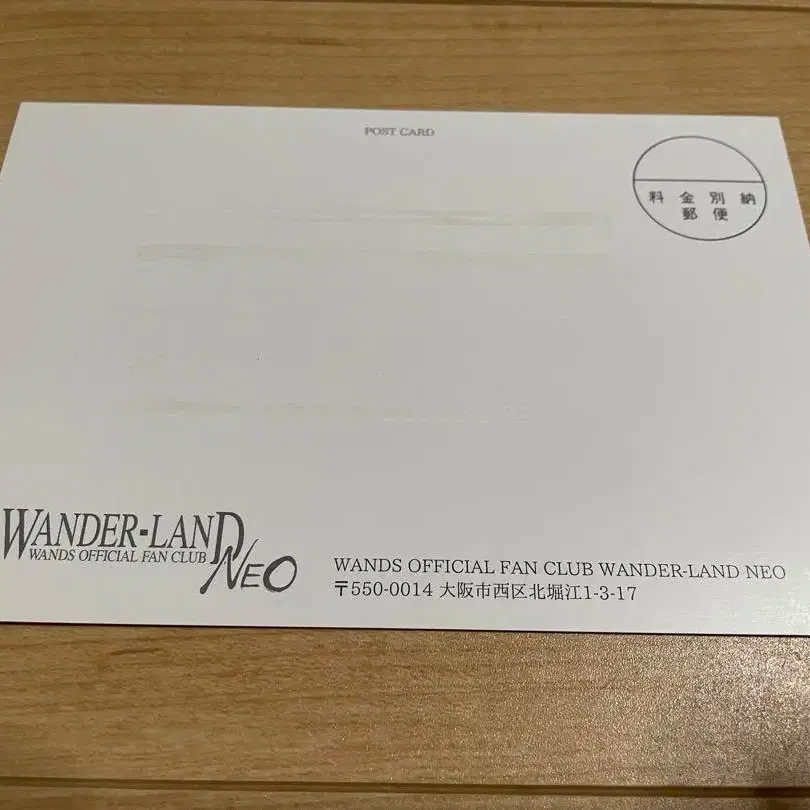 POST CARD
料金別納
郵便
WANDER-LAND
WANDS OFFICIAL FAN CLUB
NEO
WANDS OFFICIAL FAN CLUB WANDER-LAND NEO
〒550-0014 大阪市西区北堀江1-3-17